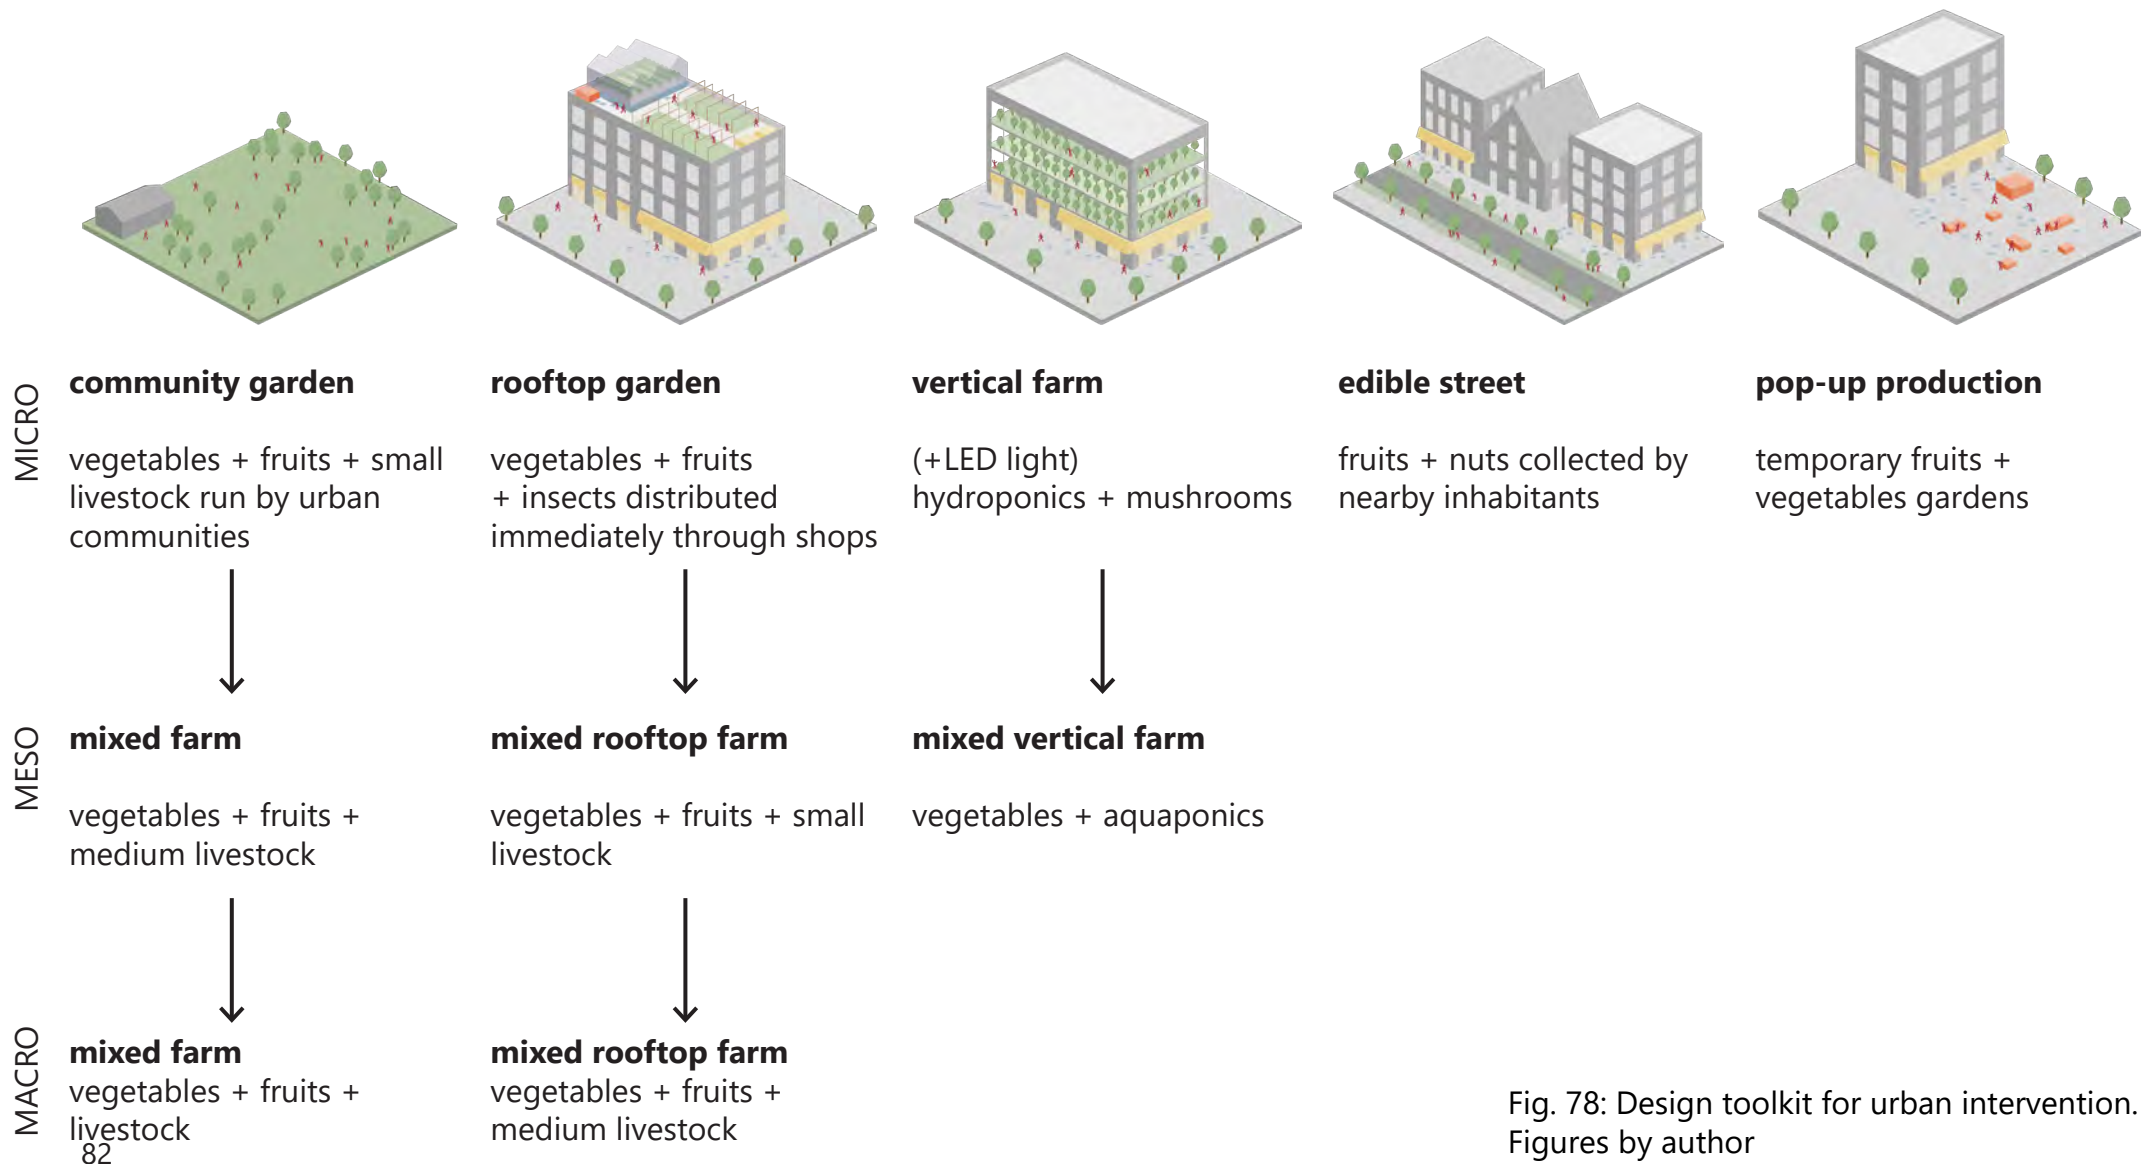 MICRO
community garden
vegetables + fruits + small
livestock run by urban
communities
rooftop garden
vegetables + fruits
+ insects distributed
immediately through shops
vertical farm
(+LED light)
hydroponics + mushrooms
edible street
fruits + nuts collected by
nearby inhabitants
pop-up production
temporary fruits +
vegetables gardens
MESO
mixed farm
vegetables + fruits +
medium livestock
mixed rooftop farm
vegetables + fruits + small
livestock
mixed vertical farm
vegetables + aquaponics
MACRO
mixed farm
vegetables + fruits +
livestock
mixed rooftop farm
vegetables + fruits +
medium livestock
Fig. 78: Design toolkit for urban intervention.
Figures by author
82